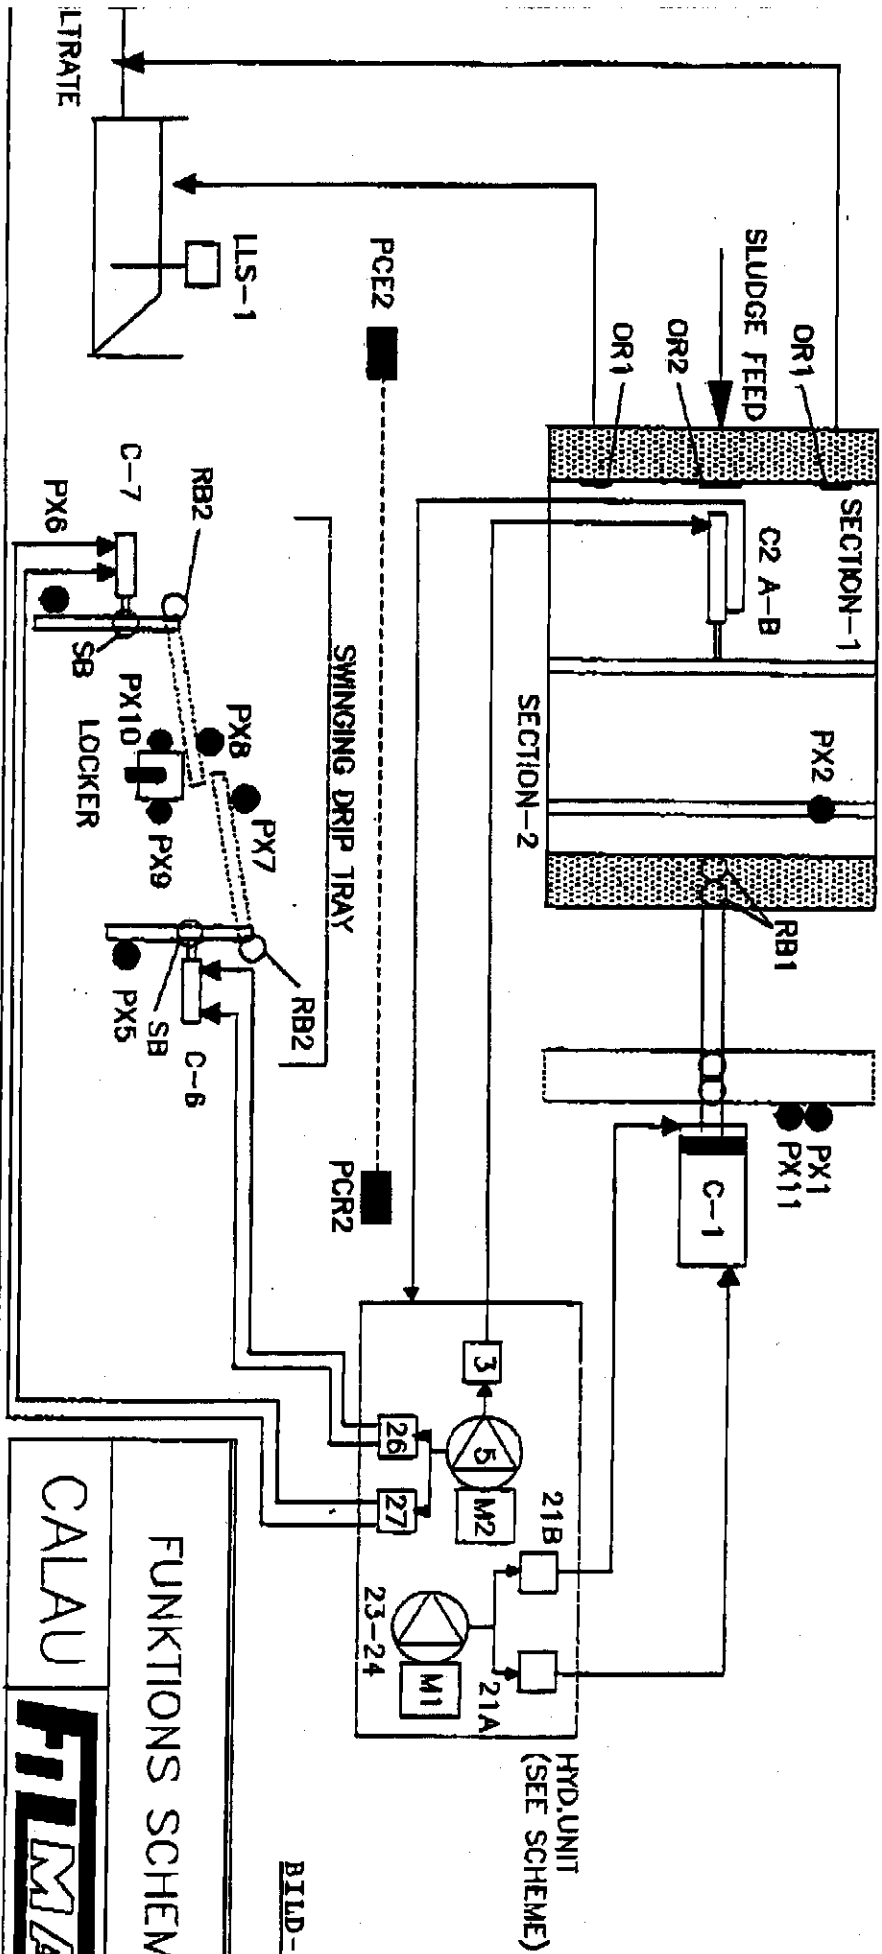 SLUDGE FEED
OR1
OR2
OR1
SECTION-1
C2 A-B
PX2
SECTION-2
RB1
PX1
PX11
C-1
LLS-1
PCE2
PCR2
SWINGING DRIP TRAY
RB2
C-7
PX6
SB
PX10
LOCKER
PX8
PX9
PX7
RB2
PX5
SB
C-6
3
5
M2
26
27
21B
23-24
M1
21A
HYD.UNIT
(SEE SCHEME)
LTRATE
BILD-
FUNKTIONS SCHEM
CALAU
FILMA